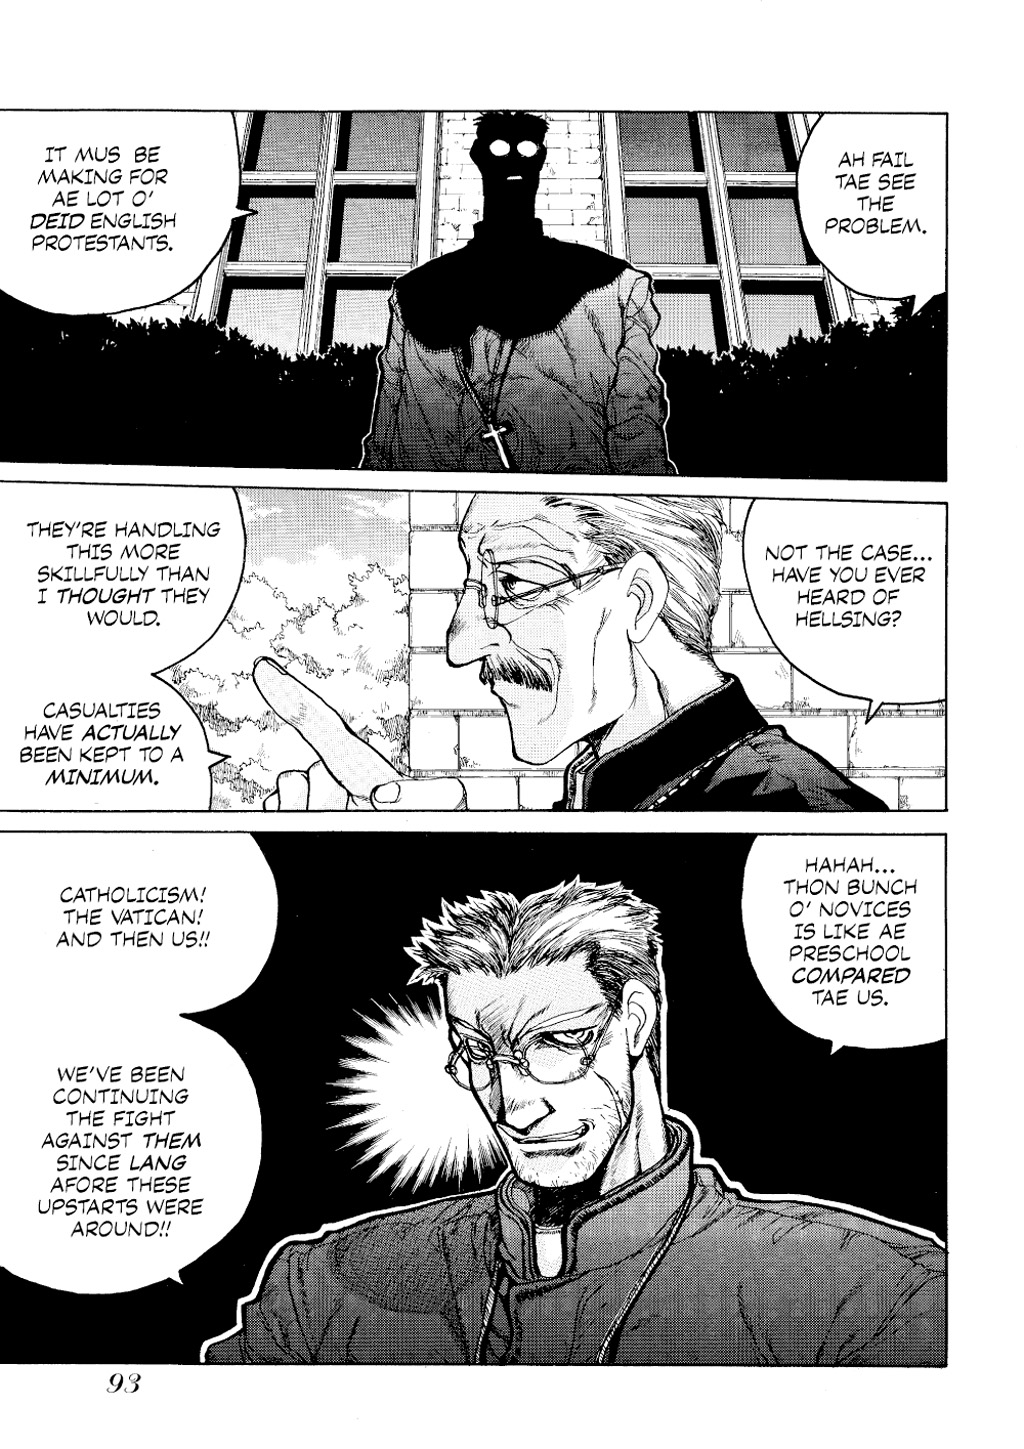 AH FAIL
TAE SEE
THE
PROBLEM.
IT MUS BE
MAKING FOR
AE LOT O'
DEID ENGLISH
PROTESTANTS.
NOT THE CASE...
HAVE YOU EVER
HEARD OF
HELLSING?
THEY'RE HANDLING
THIS MORE
SKILLFULLY THAN
I THOUGHT THEY
WOULD.
CASUALTIES
HAVE ACTUALLY
BEEN KEPT TO A
MINIMUM.
HAHAH...
THON BUNCH
O' NOVICES
IS LIKE AE
PRESCHOOL
COMPARED
TAE US.
CATHOLICISM!
THE VATICAN!
AND THEN US!!
WE'VE BEEN
CONTINUING
THE FIGHT
AGAINST THEM
SINCE LANG
AFORE THESE
UPSTARTS WERE
AROUND!!
93